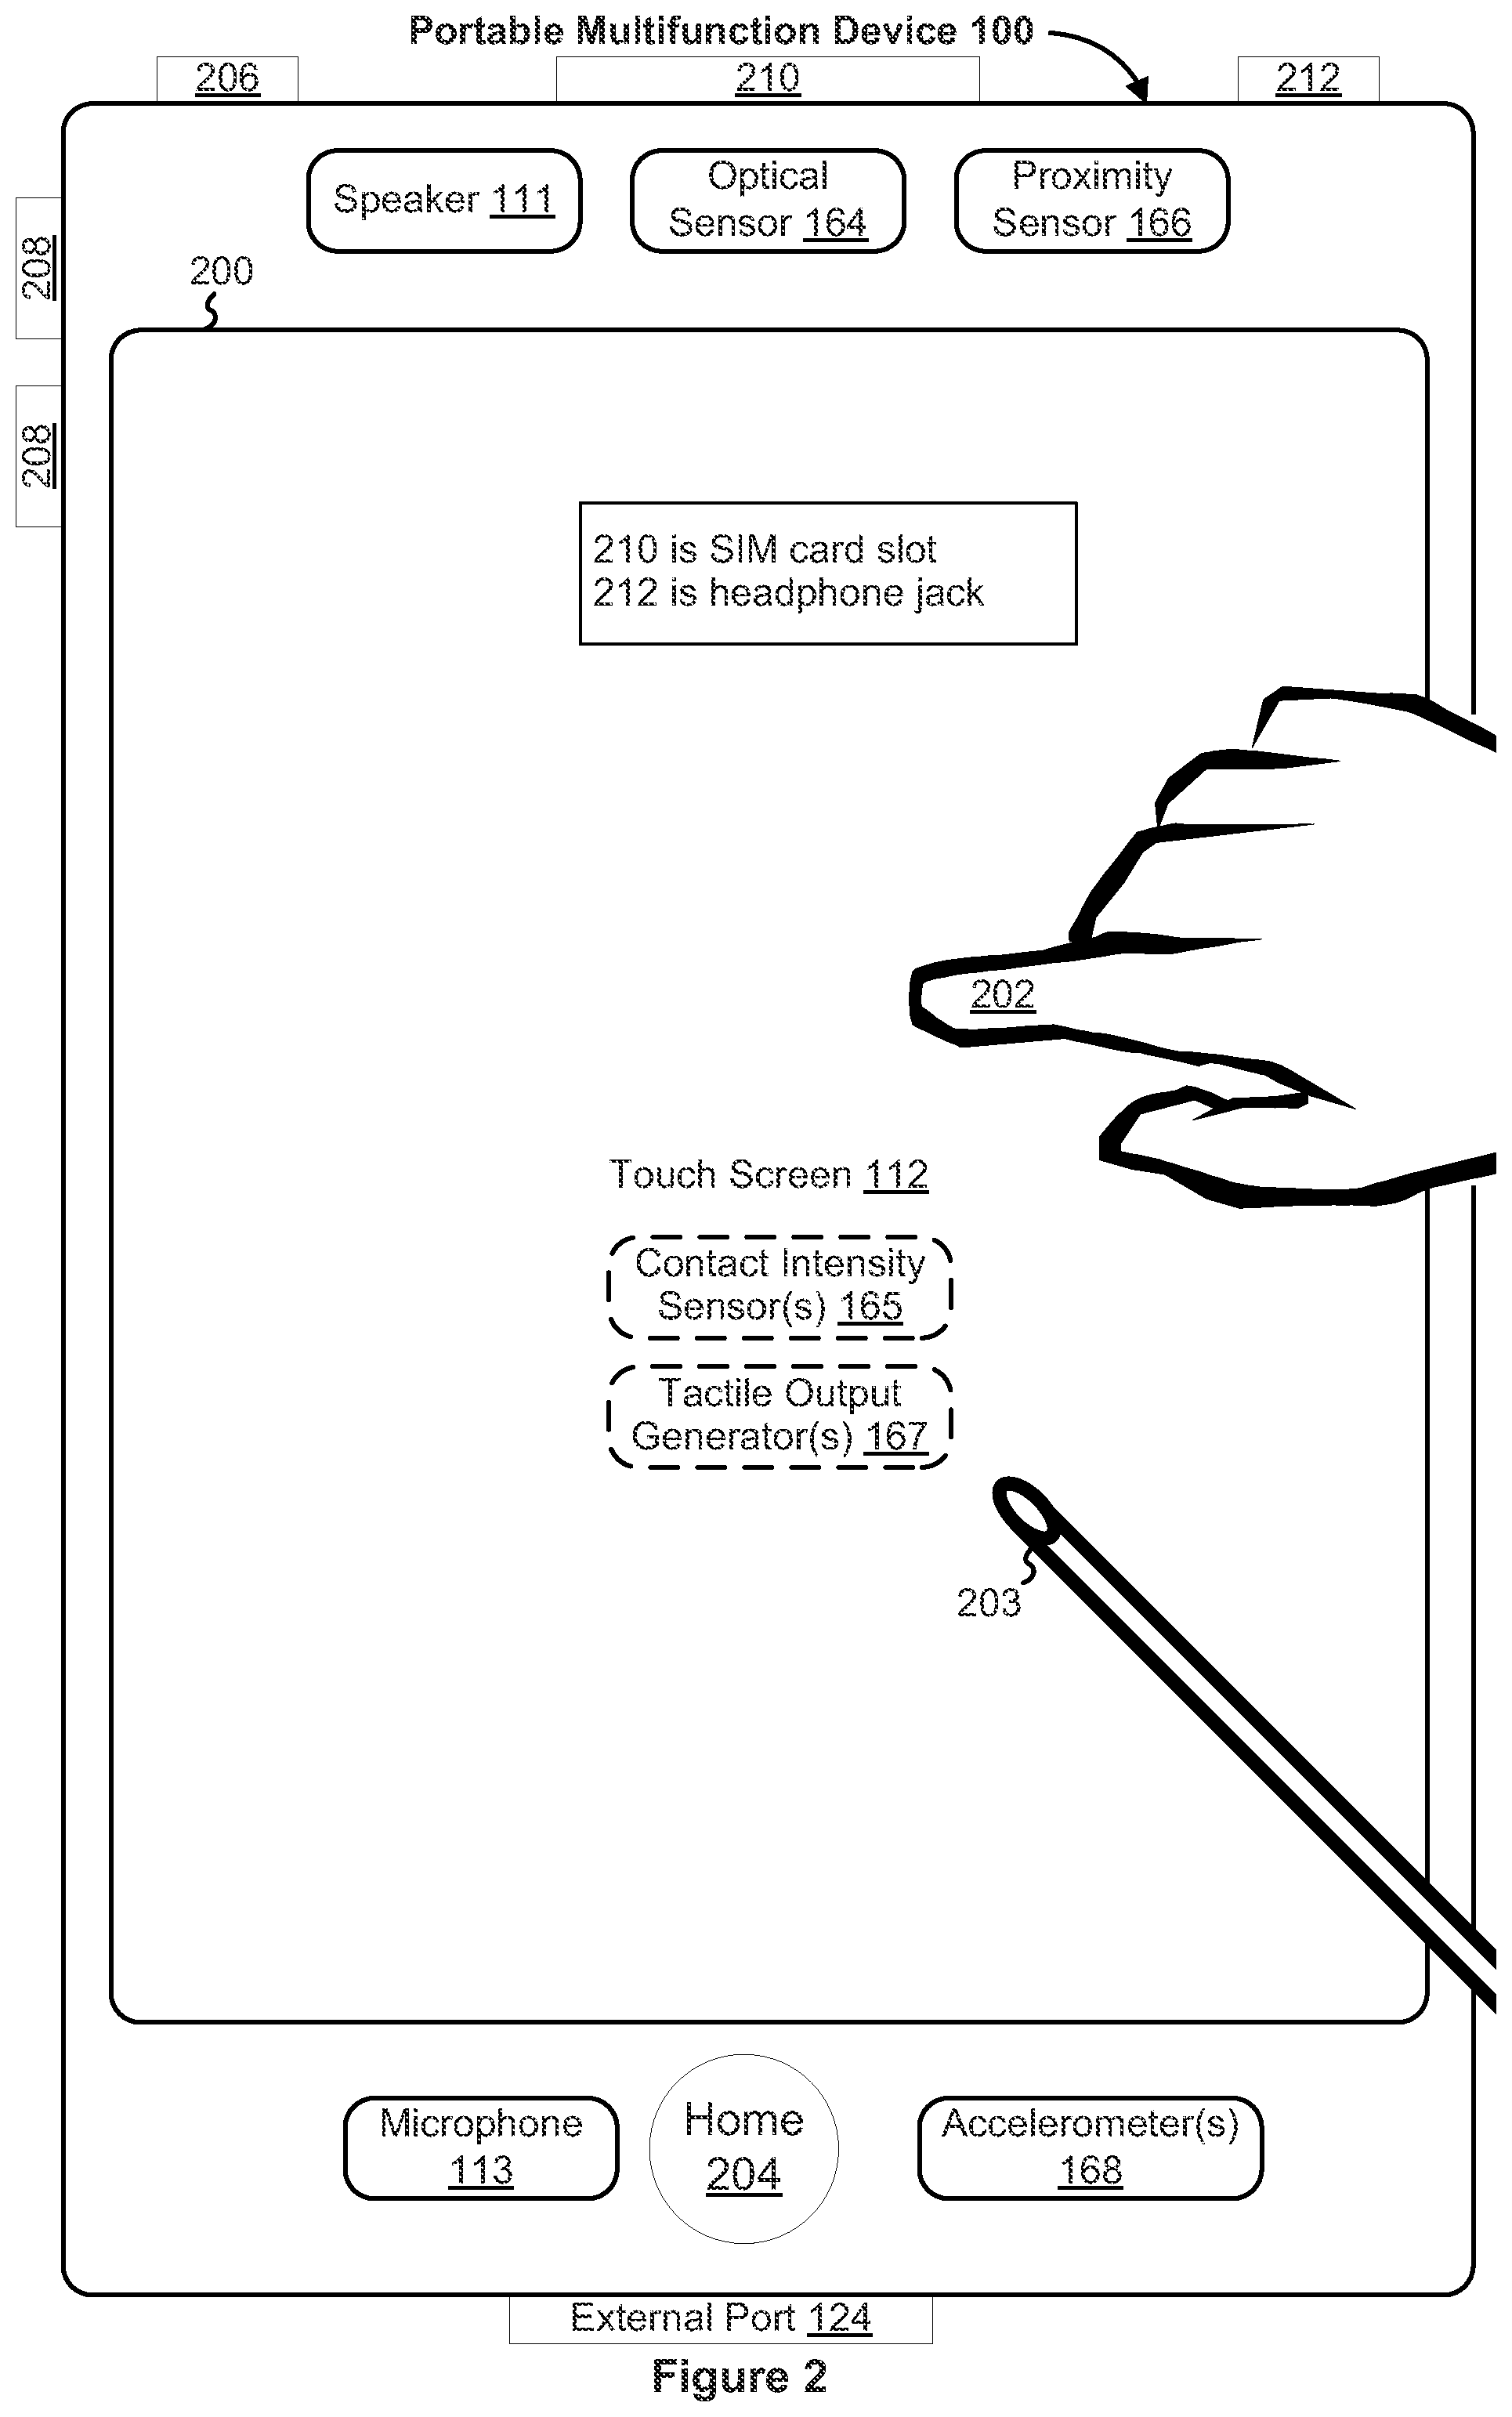 Portable Multifunction Device 100
206
210
212
Speaker 111
Optical
Sensor 164
Proximity
Sensor 166
208
200
208
210 is SIM card slot
212 is headphone jack
202
Touch Screen 112
Contact Intensity
Sensor(s) 165
Tactile Output
Generator(s) 167
203
Microphone
113
Home
204
Accelerometer(s)
168
External Port 124
Figure 2